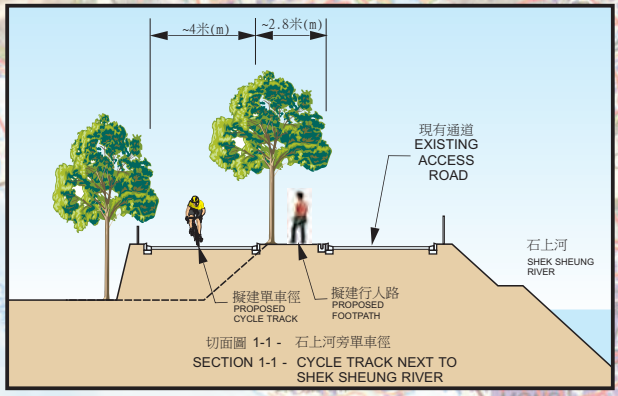 ~4米(m)
~2.8米(m)
現有通道
EXISTING
ACCESS
ROAD
石上河
SHEK SHEUNG
RIVER
擬建單車徑
PROPOSED
CYCLE TRACK
擬建行人路
PROPOSED
FOOTPATH
切面圖 1-1 - 石上河旁單車徑
SECTION 1-1 - CYCLE TRACK NEXT TO
SHEK SHEUNG RIVER